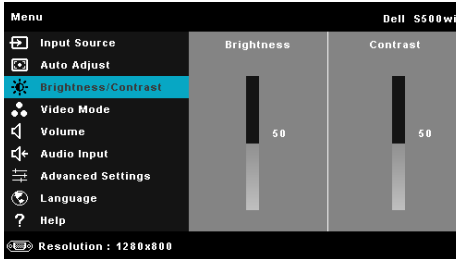 Menu Dell S500wi
Input Source
Auto Adjust
Brightness/Contrast
Video Mode
Volume
Audio Input
Advanced Settings
Language
? Help
Resolution : 1280x800
Brightness Contrast
50 50